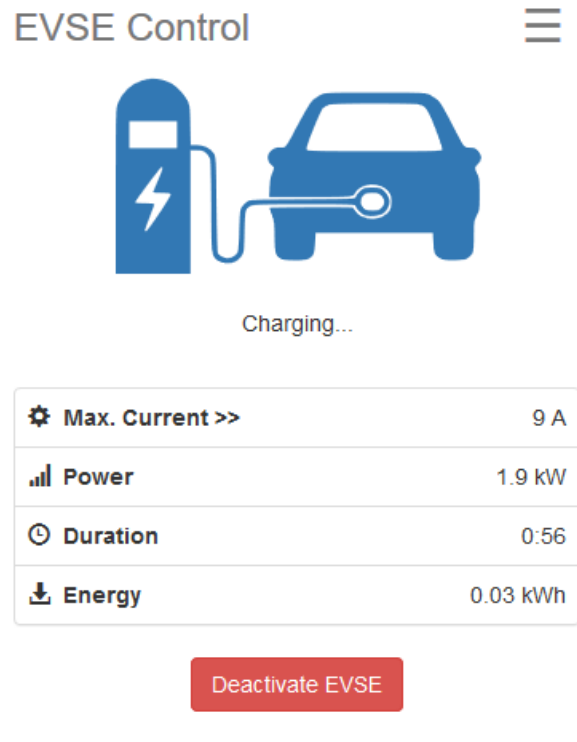 EVSE Control
Charging...
Max. Current >> 9 A
Power 1.9 kW
Duration 0:56
Energy 0.03 kWh
Deactivate EVSE